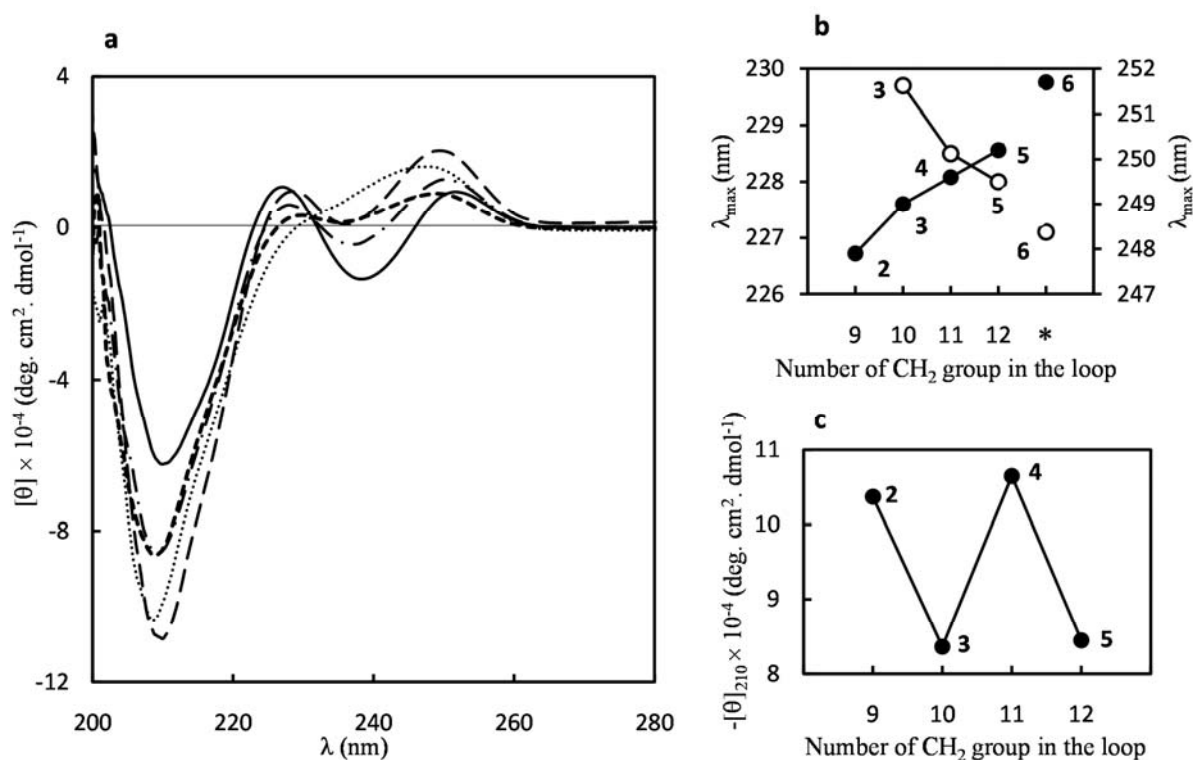 a
4
0
-4
-8
-12
[θ] × 10⁻⁴ (deg. cm². dmol⁻¹)
200 220 240 260 280
λ (nm)
b
230
229
228
227
226
λmax (nm)
252
251
250
249
248
247
λmax (nm)
3
6
4
5
5
3
2
6
9 10 11 12 *
Number of CH₂ group in the loop
c
11
10
9
8
-[θ]₂₁₀ × 10⁻⁴ (deg. cm². dmol⁻¹)
2
4
3
5
9 10 11 12
Number of CH₂ group in the loop